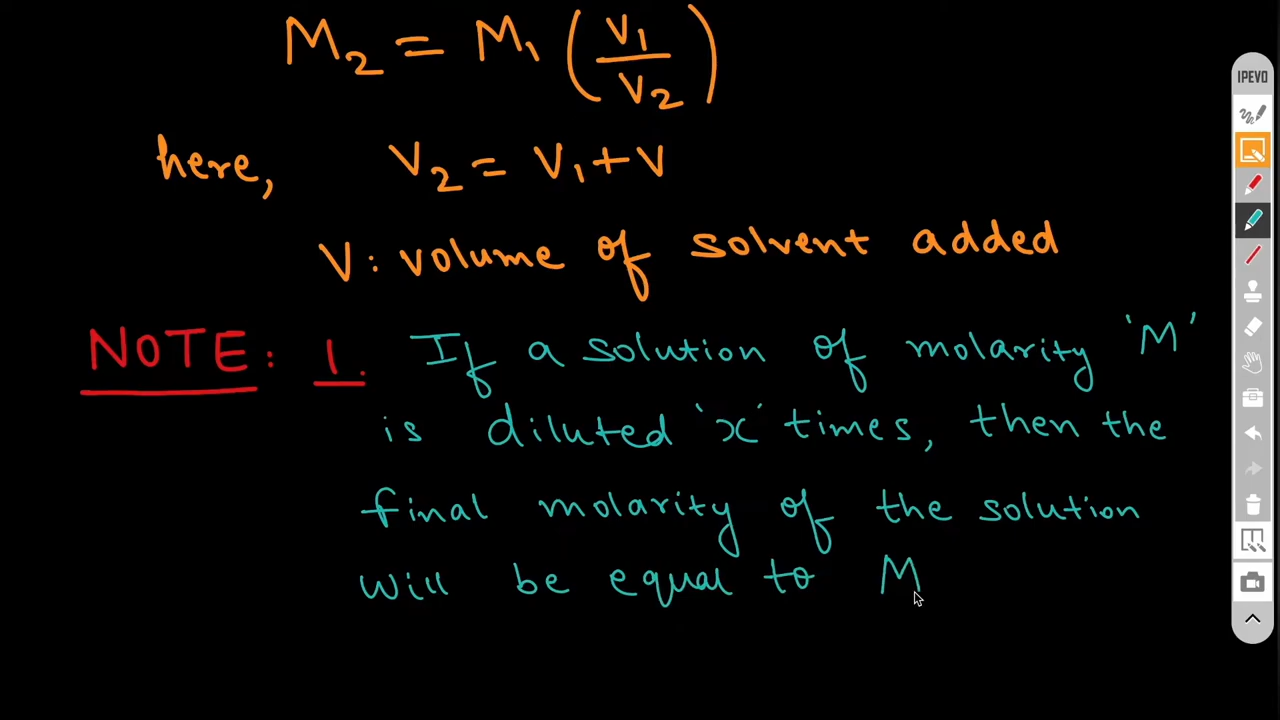 M₂ = M₁ (V₁/V₂)
IPEVO
here, V₂ = V₁ + V
V : volume of solvent added
NOTE : 1. If a solution of molarity 'M'
is diluted 'x' times, then the
final molarity of the solution
will be equal to M